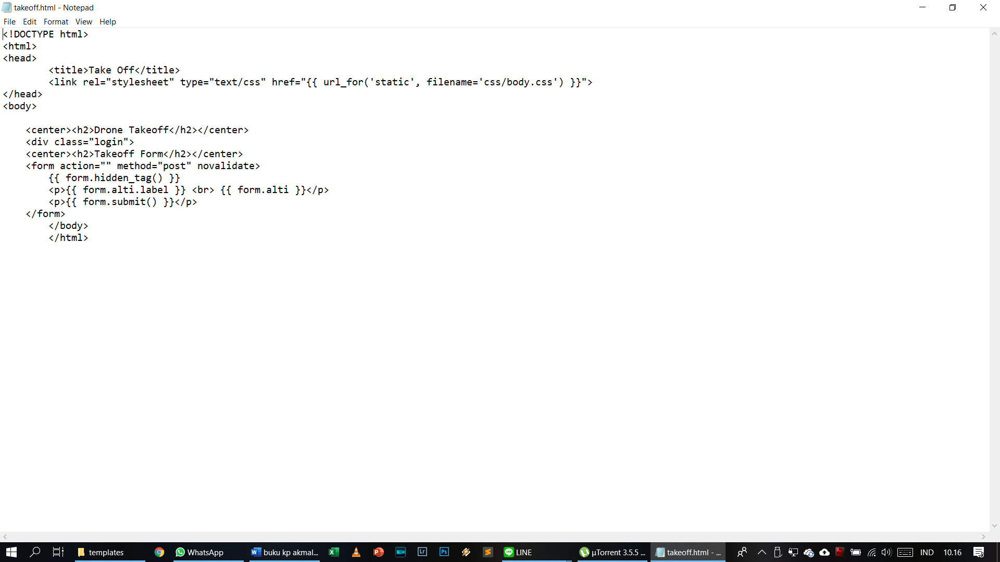 takeoff.html - Notepad
File Edit Format View Help
<!DOCTYPE html>
<html>
<head>
        <title>Take Off</title>
        <link rel="stylesheet" type="text/css" href="{{ url_for('static', filename='css/body.css') }}">
</head>
<body>

    <center><h2>Drone Takeoff</h2></center>
    <div class="login">
    <center><h2>Takeoff Form</h2></center>
    <form action="" method="post" novalidate>
        {{ form.hidden_tag() }}
        <p>{{ form.alti.label }} <br> {{ form.alti }}</p>
        <p>{{ form.submit() }}</p>
    </form>
        </body>
        </html>
templates WhatsApp W buku kp akmal... X P Lr Ps S LINE LINE µTorrent 3.5.5 ... takeoff.html - ... IND 10.16